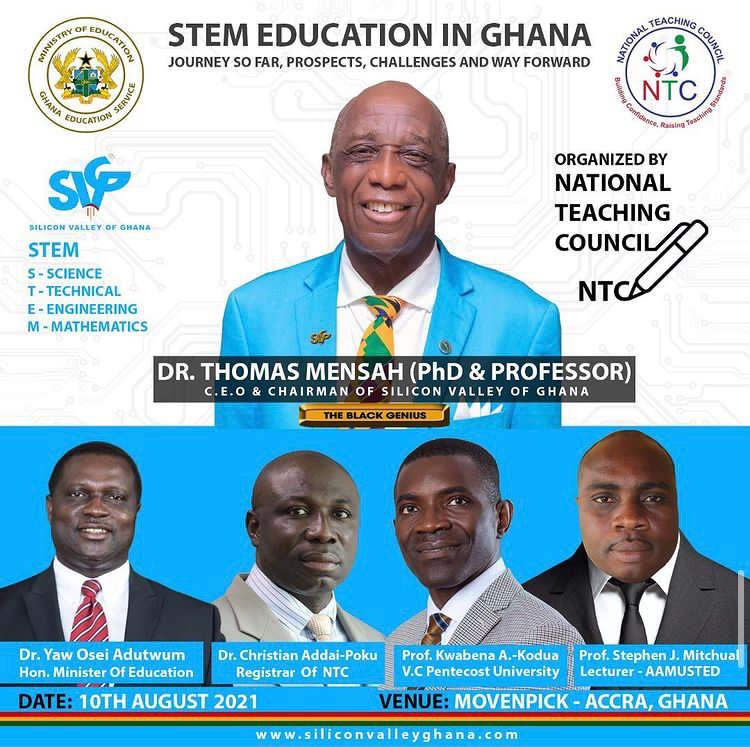 MINISTRY OF EDUCATION
GHANA EDUCATION SERVICE
STEM EDUCATION IN GHANA
JOURNEY SO FAR, PROSPECTS, CHALLENGES AND WAY FORWARD
NATIONAL TEACHING COUNCIL
NTC
Building Confidence, Raising Teaching Standards
SVGP
SILICON VALLEY OF GHANA
STEM
S - SCIENCE
T - TECHNICAL
E - ENGINEERING
M - MATHEMATICS
ORGANIZED BY
NATIONAL
TEACHING
COUNCIL
NTC
DR. THOMAS MENSAH (PhD & PROFESSOR)
C.E.O & CHAIRMAN OF SILICON VALLEY OF GHANA
THE BLACK GENIUS
Dr. Yaw Osei Adutwum
Hon. Minister Of Education
Dr. Christian Addai-Poku
Registrar Of NTC
Prof. Kwabena A.-Kodua
V.C Pentecost University
Prof. Stephen J. Mitchual
Lecturer - AAMUSTED
DATE: 10TH AUGUST 2021
VENUE: MOVENPICK - ACCRA, GHANA
www.siliconvalleyghana.com